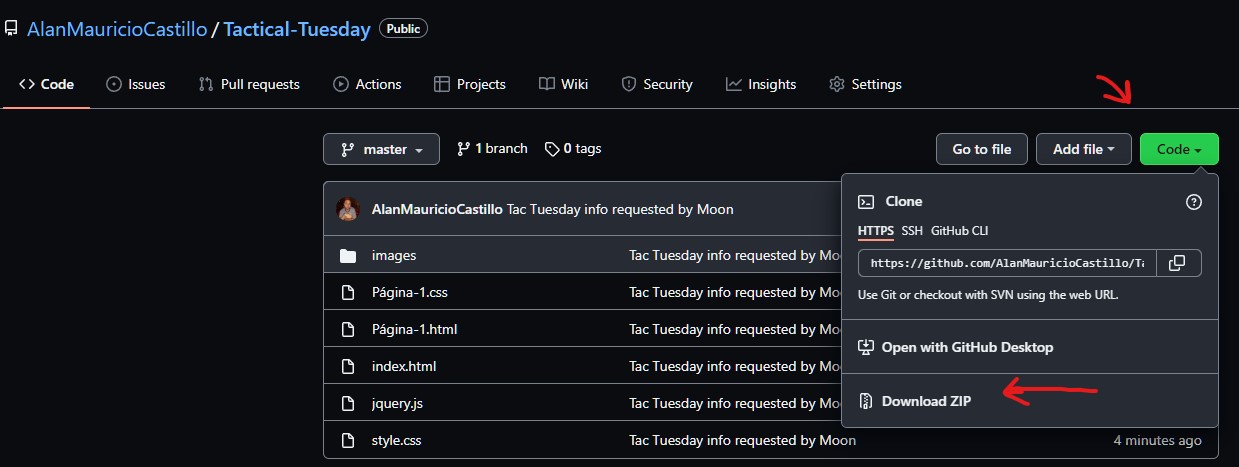 AlanMauricioCastillo / Tactical-Tuesday Public
Code Issues Pull requests Actions Projects Wiki Security Insights Settings
master 1 branch 0 tags Go to file Add file Code
AlanMauricioCastillo Tac Tuesday info requested by Moon
images Tac Tuesday info requested by Mo
Página-1.css Tac Tuesday info requested by Mo
Página-1.html Tac Tuesday info requested by Mo
index.html Tac Tuesday info requested by Mo
jquery.js Tac Tuesday info requested by Mo
style.css Tac Tuesday info requested by Moon 4 minutes ago
Clone
HTTPS SSH GitHub CLI
https://github.com/AlanMauricioCastillo/Ta
Use Git or checkout with SVN using the web URL.
Open with GitHub Desktop
Download ZIP